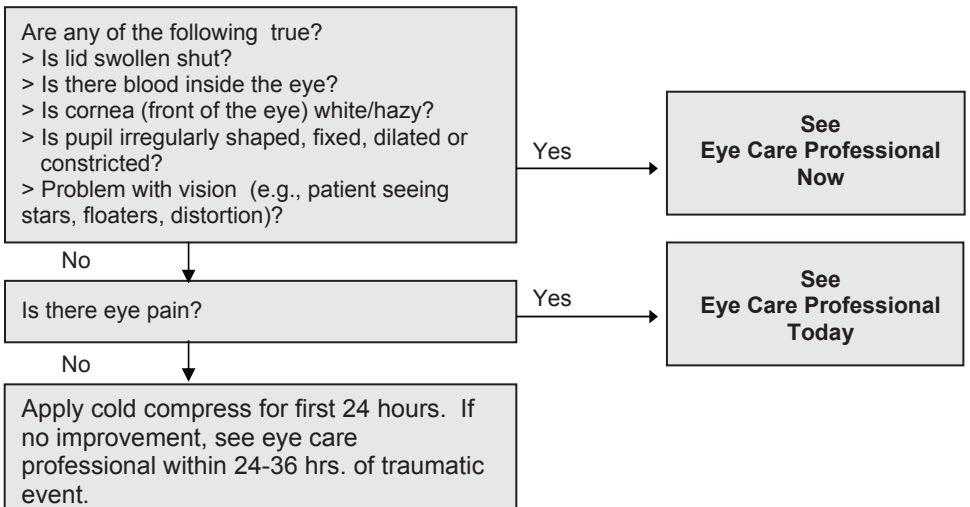 Are any of the following true?
> Is lid swollen shut?
> Is there blood inside the eye?
> Is cornea (front of the eye) white/hazy?
> Is pupil irregularly shaped, fixed, dilated or
constricted?
> Problem with vision (e.g., patient seeing
stars, floaters, distortion)?
Yes
See
Eye Care Professional
Now
No
Is there eye pain?
Yes
See
Eye Care Professional
Today
No
Apply cold compress for first 24 hours. If
no improvement, see eye care
professional within 24-36 hrs. of traumatic
event.